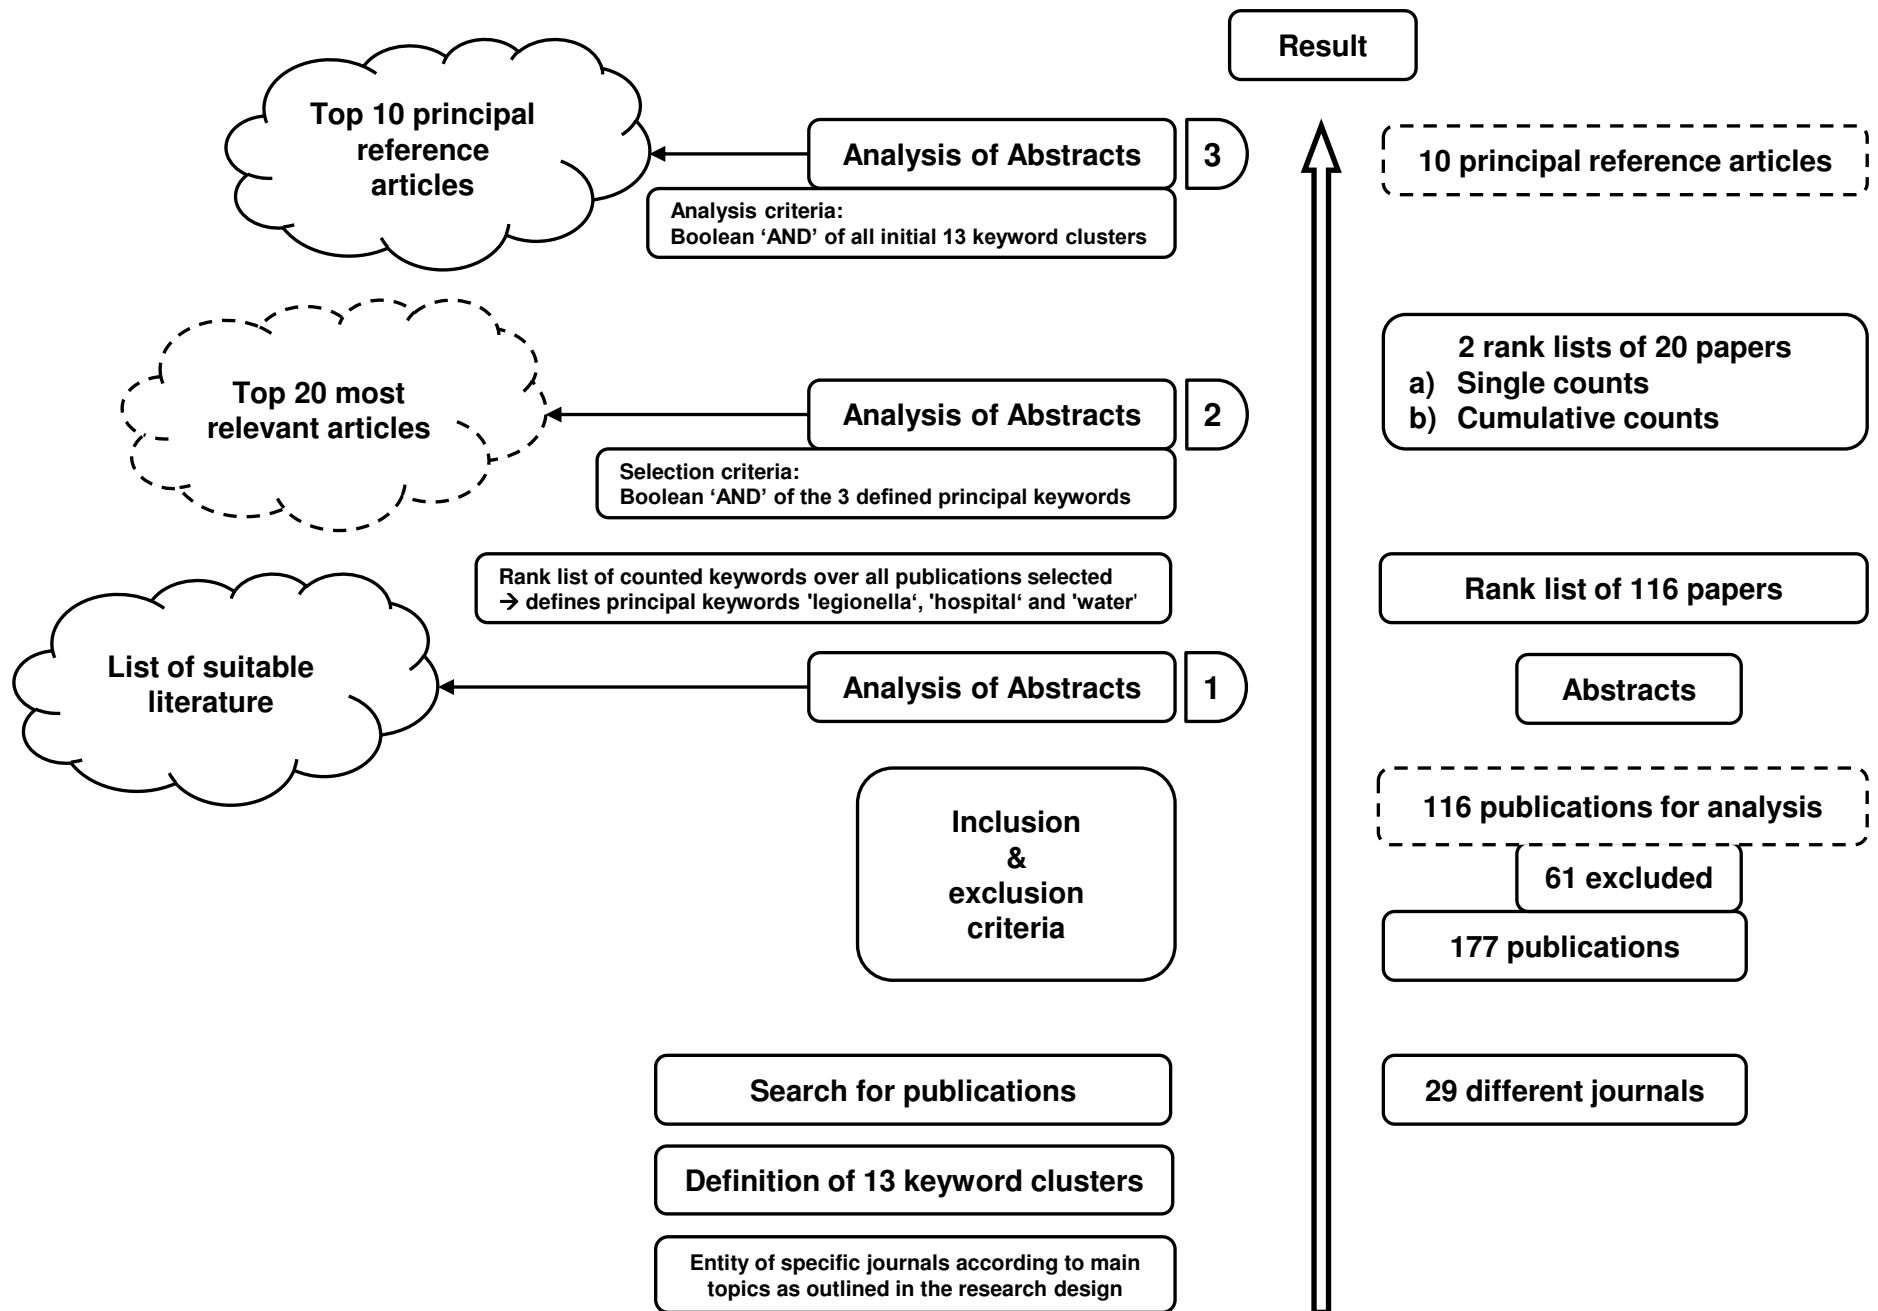 Result
Top 10 principal
reference
articles
Analysis of Abstracts
3
10 principal reference articles
Analysis criteria:
Boolean ‘AND’ of all initial 13 keyword clusters
Top 20 most
relevant articles
Analysis of Abstracts
2
2 rank lists of 20 papers
a) Single counts
b) Cumulative counts
Selection criteria:
Boolean ‘AND’ of the 3 defined principal keywords
Rank list of counted keywords over all publications selected
→ defines principal keywords 'legionella‘, 'hospital‘ and 'water'
Rank list of 116 papers
List of suitable
literature
Analysis of Abstracts
1
Abstracts
Inclusion
&
exclusion
criteria
116 publications for analysis
61 excluded
177 publications
Search for publications
29 different journals
Definition of 13 keyword clusters
Entity of specific journals according to main
topics as outlined in the research design